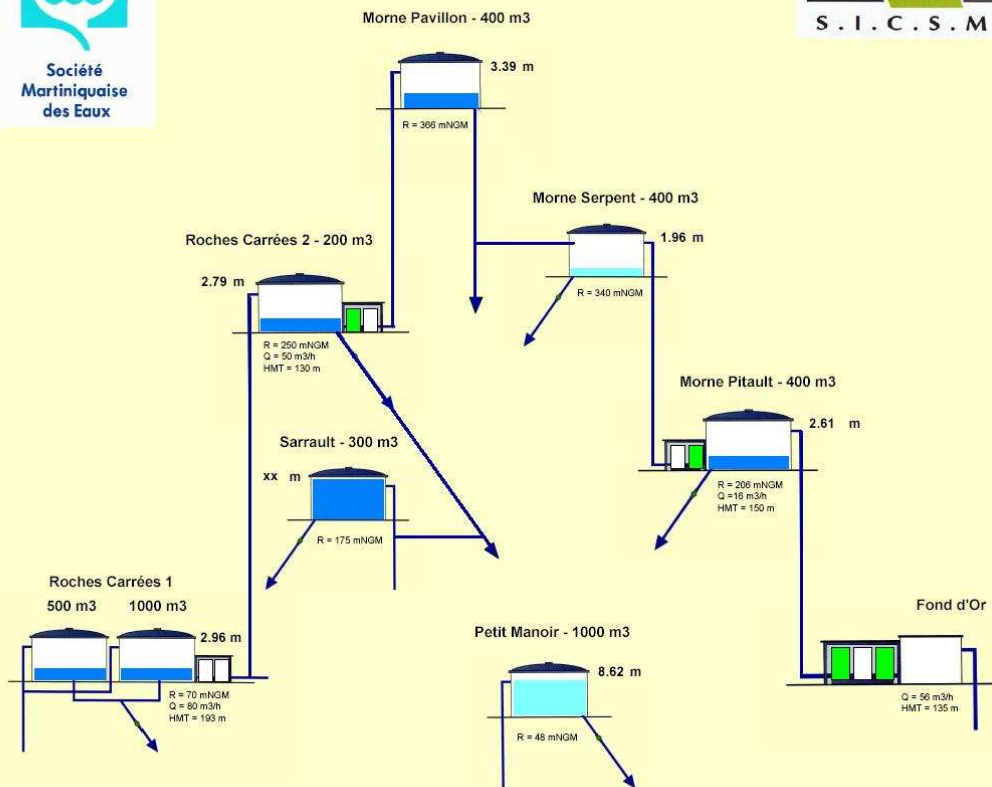 Société
Martiniquaise
des Eaux
S.I.C.S.M
Morne Pavillon - 400 m3
3.39 m
R = 366 mNGM
Morne Serpent - 400 m3
1.96 m
R = 340 mNGM
Roches Carrées 2 - 200 m3
2.79 m
R = 250 mNGM
Q = 50 m3/h
HMT = 130 m
Morne Pitault - 400 m3
2.61 m
R = 206 mNGM
Q =16 m3/h
HMT = 150 m
Sarrault - 300 m3
xx m
R = 175 mNGM
Roches Carrées 1
500 m3 1000 m3
2.96 m
R = 70 mNGM
Q = 80 m3/h
HMT = 193 m
Petit Manoir - 1000 m3
8.62 m
R = 48 mNGM
Fond d'Or
Q = 56 m3/h
HMT = 135 m